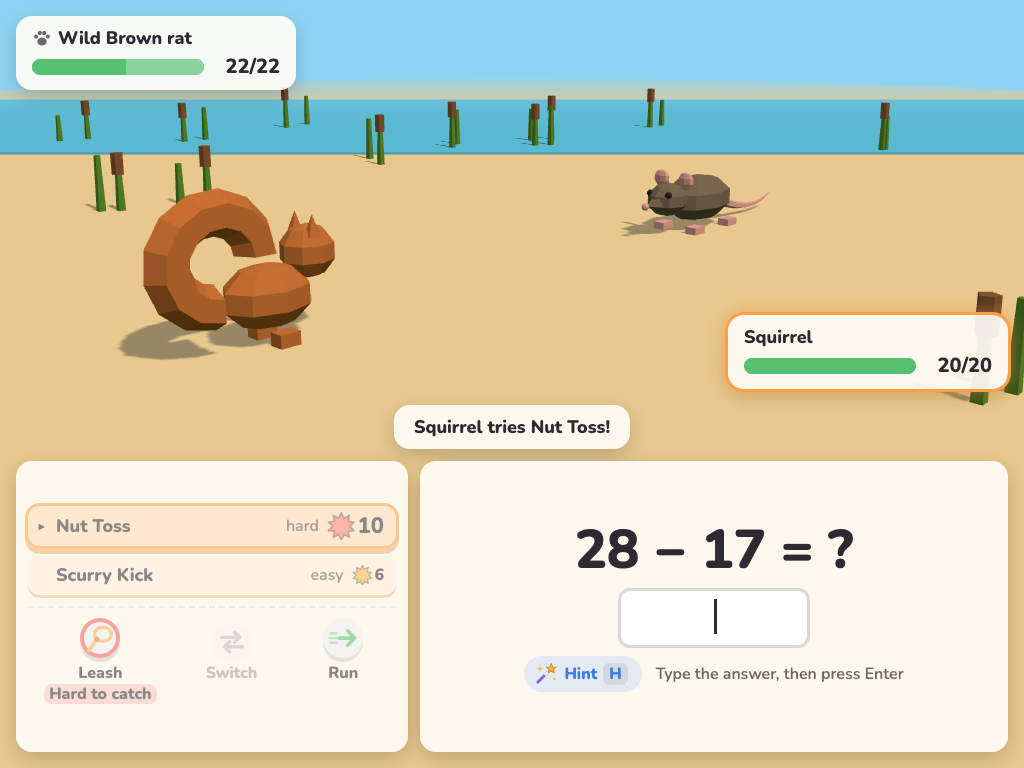 Wild Brown rat
22/22
Squirrel
20/20
Squirrel tries Nut Toss!
Nut Toss hard 10
Scurry Kick easy 6
Leash Switch Run
Hard to catch
28 – 17 = ?
Hint H Type the answer, then press Enter